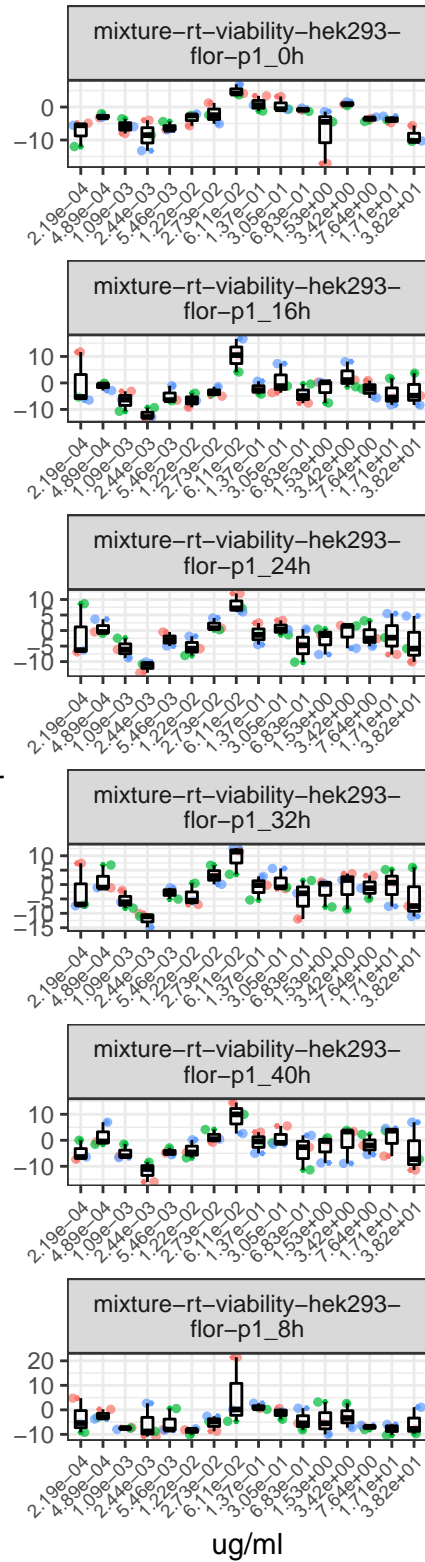 mixture−rt−viability−hek293−
flor−p1_0h
0
−10
2.19e−04
4.89e−04
1.09e−03
2.44e−03
5.46e−03
1.22e−02
2.73e−02
6.11e−02
1.37e−01
3.05e−01
6.83e−01
1.53e+00
3.42e+00
7.64e+00
1.71e+01
3.82e+01
mixture−rt−viability−hek293−
flor−p1_16h
10
0
−10
2.19e−04
4.89e−04
1.09e−03
2.44e−03
5.46e−03
1.22e−02
2.73e−02
6.11e−02
1.37e−01
3.05e−01
6.83e−01
1.53e+00
3.42e+00
7.64e+00
1.71e+01
3.82e+01
mixture−rt−viability−hek293−
flor−p1_24h
10
5
0
−5
−10
2.19e−04
4.89e−04
1.09e−03
2.44e−03
5.46e−03
1.22e−02
2.73e−02
6.11e−02
1.37e−01
3.05e−01
6.83e−01
1.53e+00
3.42e+00
7.64e+00
1.71e+01
3.82e+01
mixture−rt−viability−hek293−
flor−p1_32h
10
5
0
−5
−10
−15
2.19e−04
4.89e−04
1.09e−03
2.44e−03
5.46e−03
1.22e−02
2.73e−02
6.11e−02
1.37e−01
3.05e−01
6.83e−01
1.53e+00
3.42e+00
7.64e+00
1.71e+01
3.82e+01
mixture−rt−viability−hek293−
flor−p1_40h
10
0
−10
2.19e−04
4.89e−04
1.09e−03
2.44e−03
5.46e−03
1.22e−02
2.73e−02
6.11e−02
1.37e−01
3.05e−01
6.83e−01
1.53e+00
3.42e+00
7.64e+00
1.71e+01
3.82e+01
mixture−rt−viability−hek293−
flor−p1_8h
20
10
0
−10
2.19e−04
4.89e−04
1.09e−03
2.44e−03
5.46e−03
1.22e−02
2.73e−02
6.11e−02
1.37e−01
3.05e−01
6.83e−01
1.53e+00
3.42e+00
7.64e+00
1.71e+01
3.82e+01
ug/ml